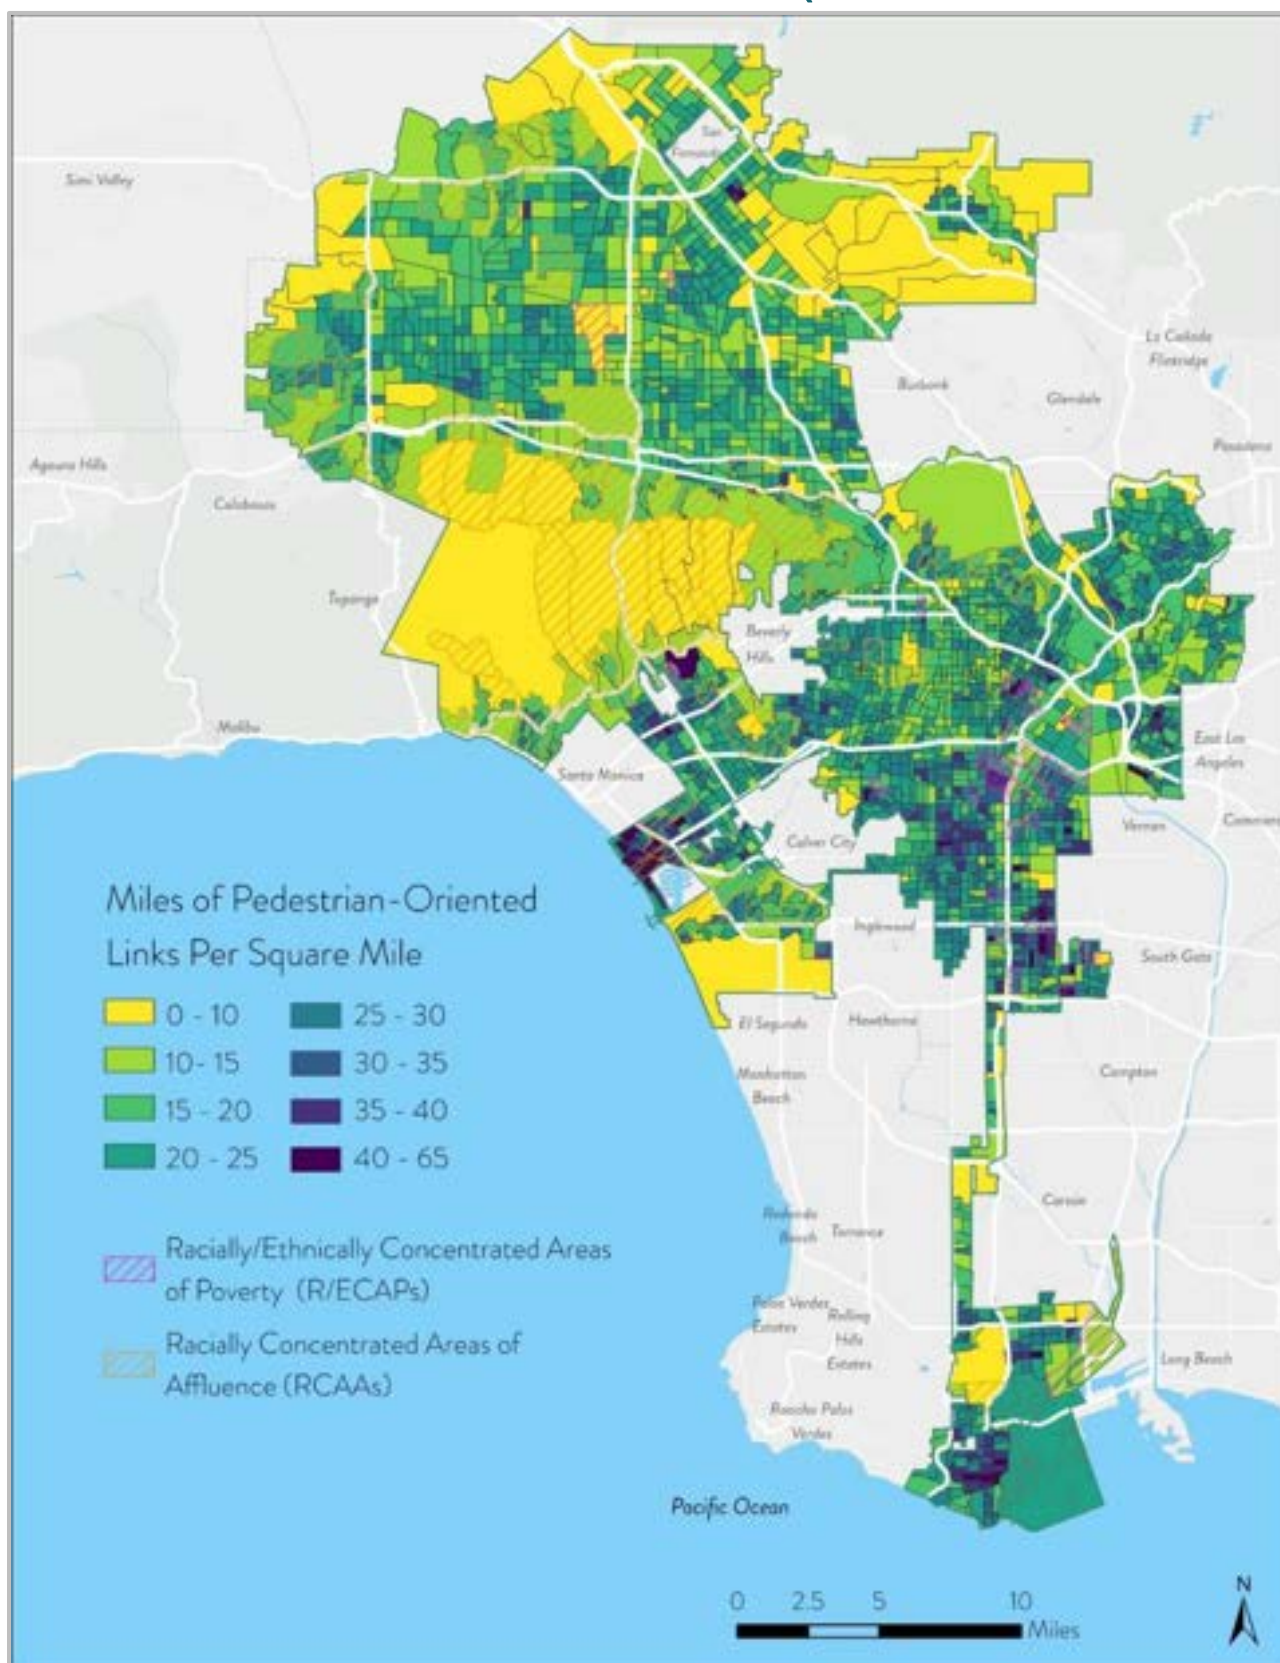 Simi Valley
San
Fernando
La Cañada
Flintridge
Burbank
Glendale
Pasadena
Agoura Hills
Calabasas
Topanga
Beverly
Hills
Malibu
East Los
Angeles
Santa Monica
Vernon
Culver City
Miles of Pedestrian-Oriented
Links Per Square Mile
Inglewood
South Gate
0 - 10
25 - 30
El Segundo
Hawthorne
10- 15
30 - 35
Manhattan
Beach
Compton
15 - 20
35 - 40
20 - 25
40 - 65
Carson
Redondo
Beach
Torrance
Racially/Ethnically Concentrated Areas
of Poverty (R/ECAPs)
Palos Verdes
Estates
Rolling
Hills
Estates
Long Beach
Racially Concentrated Areas of
Affluence (RCAAs)
Rancho Palos
Verdes
Pacific Ocean
N
0 2.5 5 10
Miles